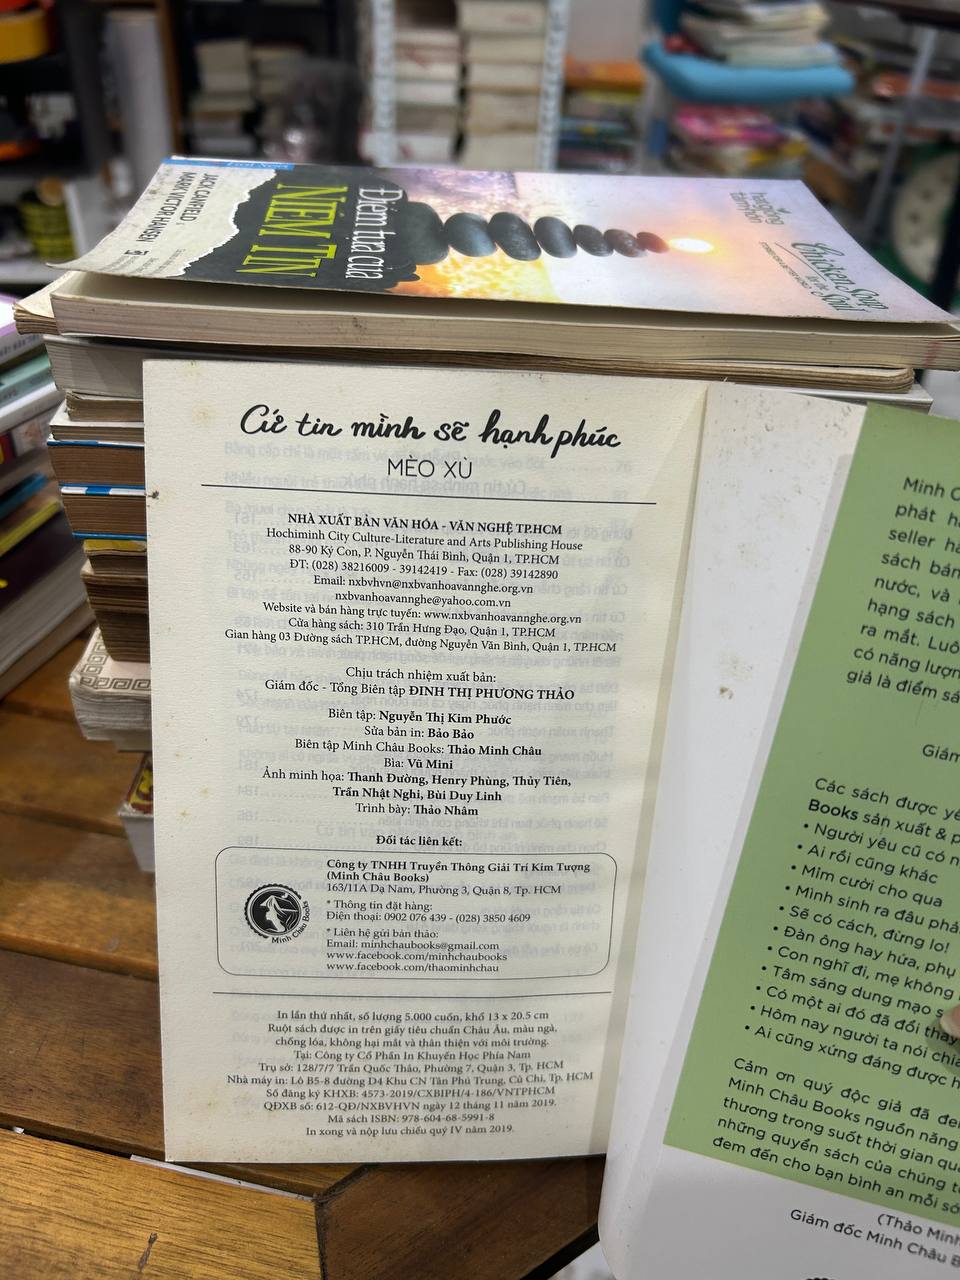 First News
JACK CANFIELD
MARK VICTOR HANSEN
Điểm tựa của
NIỀM TIN
Chicken Soup
for the Soul
Cứ tin mình sẽ hạnh phúc
MÈO XÙ
NHÀ XUẤT BẢN VĂN HÓA - VĂN NGHỆ TP.HCM
Hochiminh City Culture-Literature and Arts Publishing House
88-90 Ký Con, P. Nguyễn Thái Bình, Quận 1, TP.HCM
ĐT: (028) 38216009 - 39142419 - Fax: (028) 39142890
Email: nxbvhvn@nxbvanhoavannghe.org.vn
nxbvanhoavannghe@yahoo.com.vn
Website và bán hàng trực tuyến: www.nxbvanhoavannghe.org.vn
Cửa hàng sách: 310 Trần Hưng Đạo, Quận 1, TP.HCM
Gian hàng 03 Đường sách TP.HCM, đường Nguyễn Văn Bình, Quận 1, TP.HCM
Chịu trách nhiệm xuất bản:
Giám đốc - Tổng Biên tập ĐINH THỊ PHƯƠNG THẢO
Biên tập: Nguyễn Thị Kim Phước
Sửa bản in: Bảo Bảo
Biên tập Minh Châu Books: Thảo Minh Châu
Bìa: Vũ Mini
Ảnh minh họa: Thanh Đường, Henry Phùng, Thủy Tiên,
Trần Nhật Nghi, Bùi Duy Linh
Trình bày: Thảo Nhâm
Đối tác liên kết:
Công ty TNHH Truyền Thông Giải Trí Kim Tượng
(Minh Châu Books)
163/11A Dạ Nam, Phường 3, Quận 8, Tp. HCM
* Thông tin đặt hàng:
Điện thoại: 0902 076 439 - (028) 3850 4609
* Liên hệ gửi bản thảo:
Email: minhchaubooks@gmail.com
www.facebook.com/minhchaubooks
www.facebook.com/thaominhchau
Minh Châu Books
In lần thứ nhất, số lượng 5.000 cuốn, khổ 13 x 20.5 cm
Ruột sách được in trên giấy tiêu chuẩn Châu Âu, màu ngà,
chống lóa, không hại mắt và thân thiện với môi trường.
Tại: Công ty Cổ Phần In Khuyến Học Phía Nam
Trụ sở: 128/7/7 Trần Quốc Thảo, Phường 7, Quận 3, Tp. HCM
Nhà máy in: Lô B5-8 đường D4 Khu CN Tân Phú Trung, Củ Chi, Tp. HCM
Số đăng ký KHXB: 4573-2019/CXBIPH/4-186/VNTPHCM
QĐXB số: 612-QĐ/NXBVHVN ngày 12 tháng 11 năm 2019.
Mã sách ISBN: 978-604-68-5991-8
In xong và nộp lưu chiểu quý IV năm 2019.
Minh C
phát h
seller hà
sách bán
nước, và
hạng sách
ra mắt. Luô
có năng lượn
giả là điểm sá
Giám
Các sách được yê
Books sản xuất & p
• Người yêu cũ có n
• Ai rồi cũng khác
• Mỉm cười cho qua
• Mình sinh ra đâu phả
• Sẽ có cách, đừng lo!
• Đàn ông hay hứa, phụ
• Con nghĩ đi, mẹ không
• Tâm sáng dung mạo s
• Có một ai đó đã đổi thay
• Hôm nay người ta nói chia
• Ai cũng xứng đáng được h
Cảm ơn quý độc giả đã đe
Minh Châu Books nguồn năng
thương trong suốt thời gian qua
những quyển sách của chúng t
đem đến cho bạn bình an mỗi số
(Thảo Minh
Giám đốc Minh Châu B